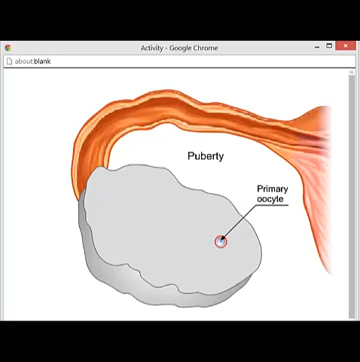 Activity - Google Chrome
about:blank
Puberty
Primary
oocyte